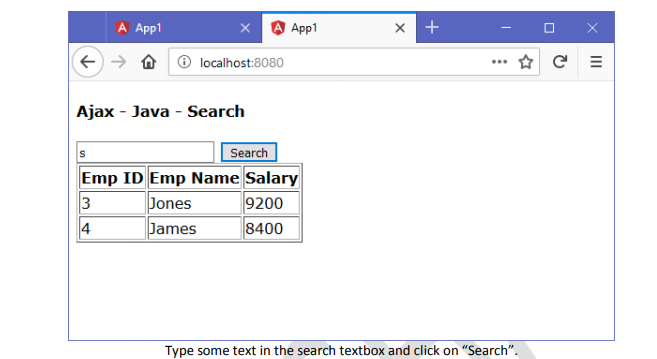 App1 App1
localhost:8080
Ajax - Java - Search
s Search
Emp ID Emp Name Salary
3 Jones 9200
4 James 8400
Type some text in the search textbox and click on “Search”.